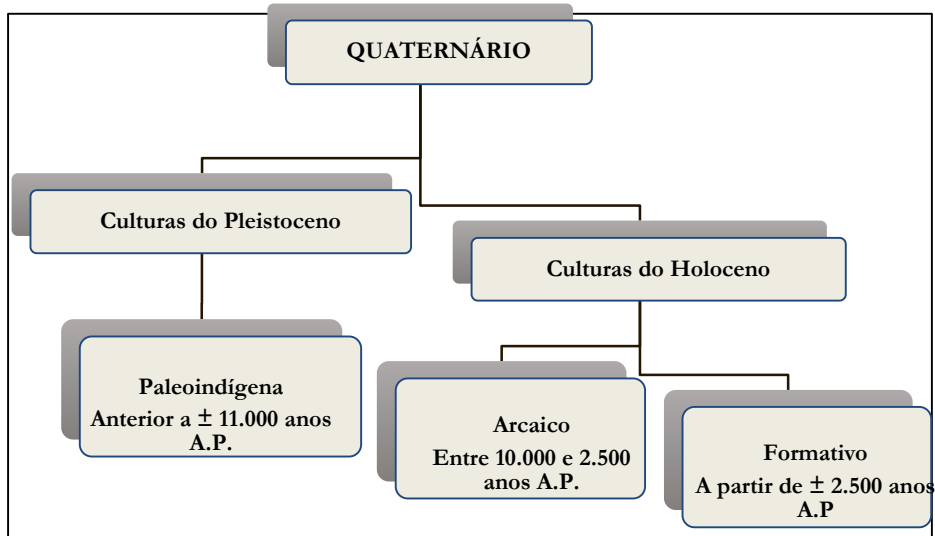 QUATERNÁRIO
Culturas do Pleistoceno
Culturas do Holoceno
Paleoindígena
Anterior a ± 11.000 anos
A.P.
Arcaico
Entre 10.000 e 2.500
anos A.P.
Formativo
A partir de ± 2.500 anos
A.P